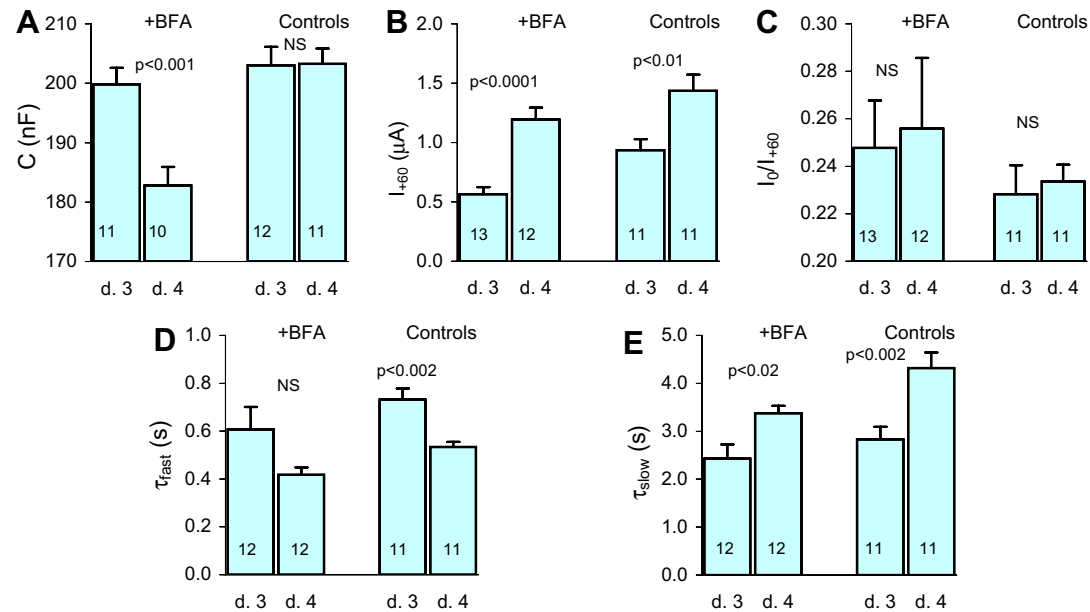 A
+BFA
Controls
210
200
190
180
170
C (nF)
p<0.001
NS
11
10
12
11
d. 3
d. 4
d. 3
d. 4
B
+BFA
Controls
2.0
1.5
1.0
0.5
0.0
I+60 (µA)
p<0.0001
p<0.01
13
12
11
11
d. 3
d. 4
d. 3
d. 4
C
+BFA
Controls
0.30
0.28
0.26
0.24
0.22
0.20
I0/I+60
NS
NS
13
12
11
11
d. 3
d. 4
d. 3
d. 4
D
+BFA
Controls
1.0
0.8
0.6
0.4
0.2
0.0
τfast (s)
NS
p<0.002
12
12
11
11
d. 3
d. 4
d. 3
d. 4
E
+BFA
Controls
5.0
4.0
3.0
2.0
1.0
0.0
τslow (s)
p<0.02
p<0.002
12
12
11
11
d. 3
d. 4
d. 3
d. 4